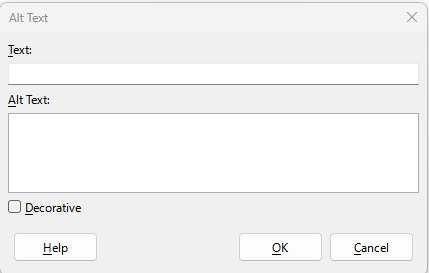 Alt Text
Text:
Alt Text:
Decorative
Help OK Cancel